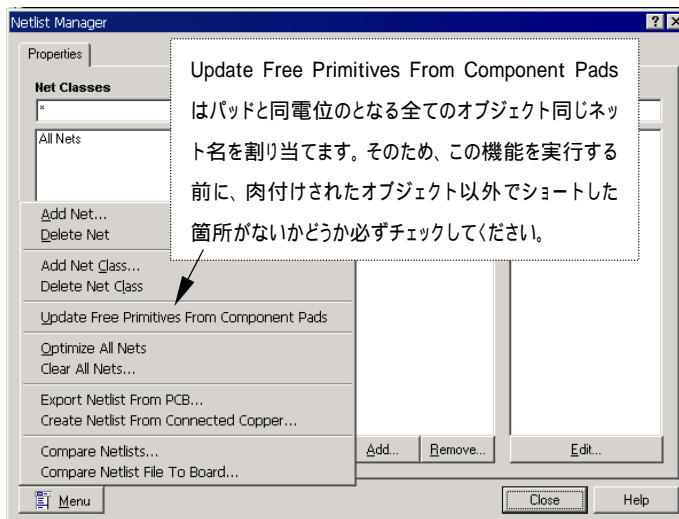 Netlist Manager
Properties
Net Classes
*
All Nets
Update Free Primitives From Component Pads
はパッドと同電位のとなる全てのオブジェクト同じネッ
ト名を割り当てます。そのため、この機能を実行する
前に、肉付けされたオブジェクト以外でショートした
箇所がないかどうか必ずチェックしてください。
Add Net...
Delete Net
Add Net Class...
Delete Net Class
Update Free Primitives From Component Pads
Optimize All Nets
Clear All Nets...
Export Netlist From PCB...
Create Netlist From Connected Copper...
Compare Netlists...
Compare Netlist File To Board...
Add... Remove... Edit...
Menu Close Help